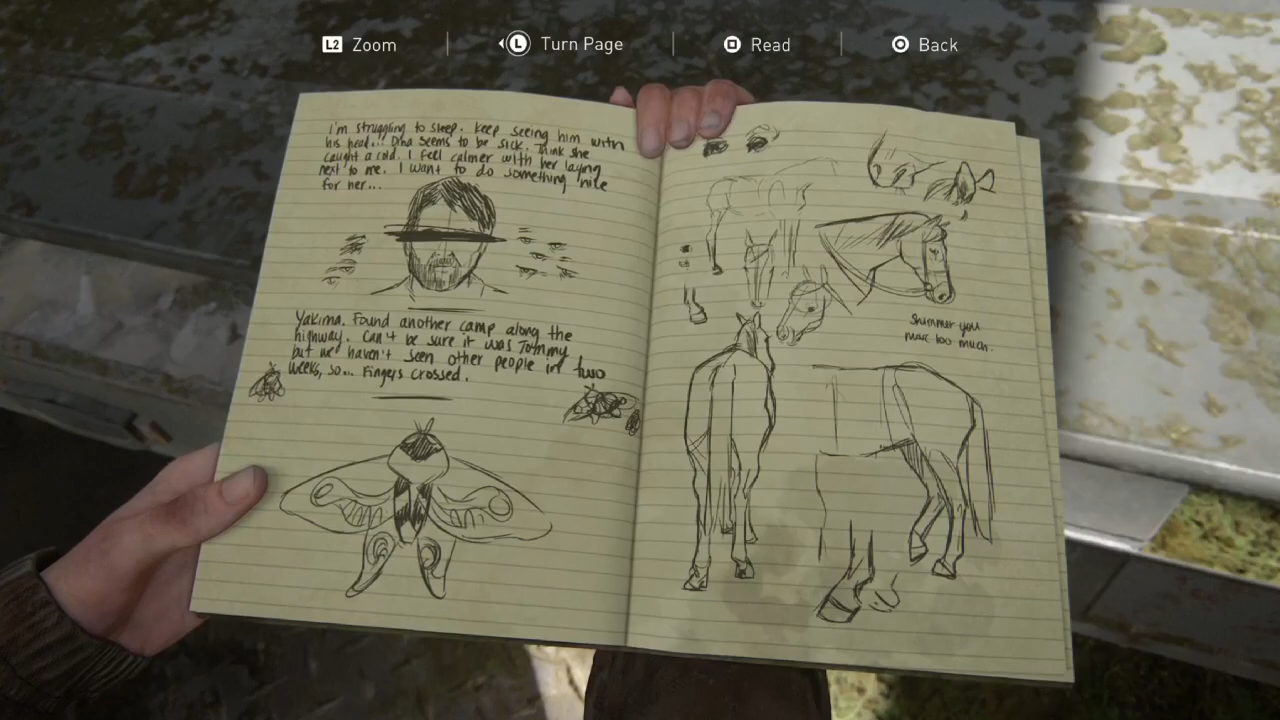 L2 Zoom
L Turn Page
Read
Back
I'm struggling to sleep. Keep seeing him with
his head... Dina seems to be sick. Think she
caught a cold. I feel calmer with her laying
next to me. I want to do something nice
for her...
Yakima. Found another camp along the
highway. Can't be sure it was Tommy
but we haven't seen other people in two
weeks, so... Fingers crossed.
Shimmer you
move too much.